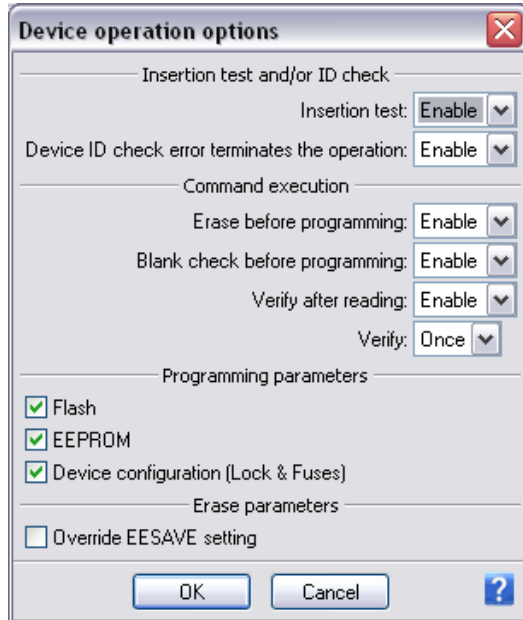 Device operation options
Insertion test and/or ID check
Insertion test: Enable
Device ID check error terminates the operation: Enable
Command execution
Erase before programming: Enable
Blank check before programming: Enable
Verify after reading: Enable
Verify: Once
Programming parameters
Flash
EEPROM
Device configuration (Lock & Fuses)
Erase parameters
Override EESAVE setting
OK Cancel ?